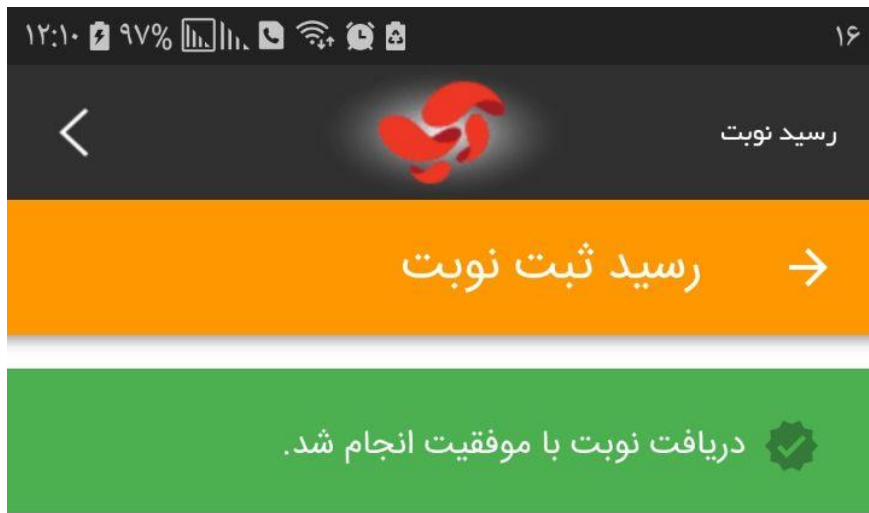 ۱۲:۱۰ ۹۷% ۱۶
رسید نوبت
رسید ثبت نوبت
دریافت نوبت با موفقیت انجام شد.